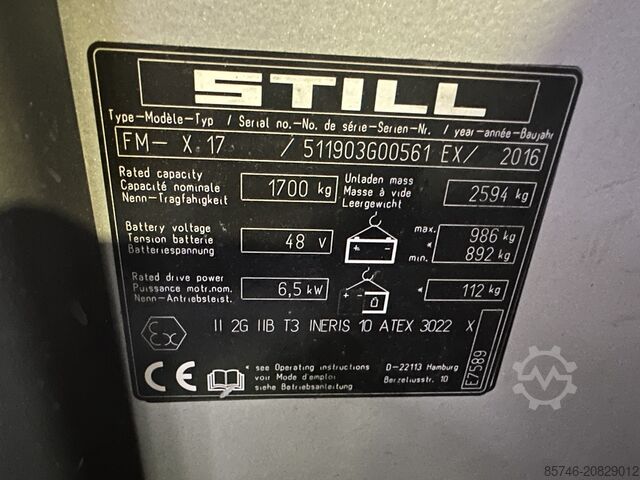 STILL
Type-Modèle-Typ / Serial no.-No. de série-Serien-Nr. / year-année-Baujahr
FM- X 17 / 511903G00561 EX / 2016
Rated capacity
Capacité nominale
Nenn-Tragfähigkeit
1700 kg
Unladen mass
Masse à vide
Leergewicht
2594 kg
Battery voltage
Tension batterie
Batteriespannung
48 V
max. 986 kg
*
min. 892 kg
Rated drive power
Puissance mot.nom.
Nenn-Antriebsleist.
6,5 kW
* 112 kg
Ex II 2G IIB T3 INERIS 10 ATEX 3022 X
CE
* see Operating instructions
voir Mode d'emploi
siehe Betriebsanleitung
D-22113 Hamburg
Berzeliusstr. 10
E7589
85746-20829012